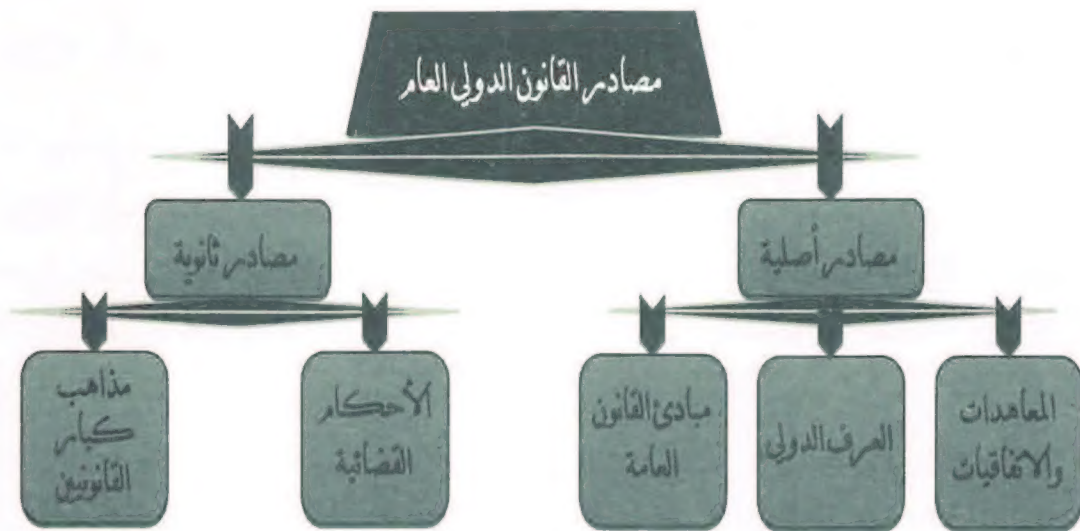 مصادر القانون الدولي العام
مصادر أصلية
مصادر ثانوية
المعاهدات
والاتفاقيات
العرف الدولي
مبادئ القانون
العامة
الأحكام
القضائية
مذاهب
كبار
القانونيين